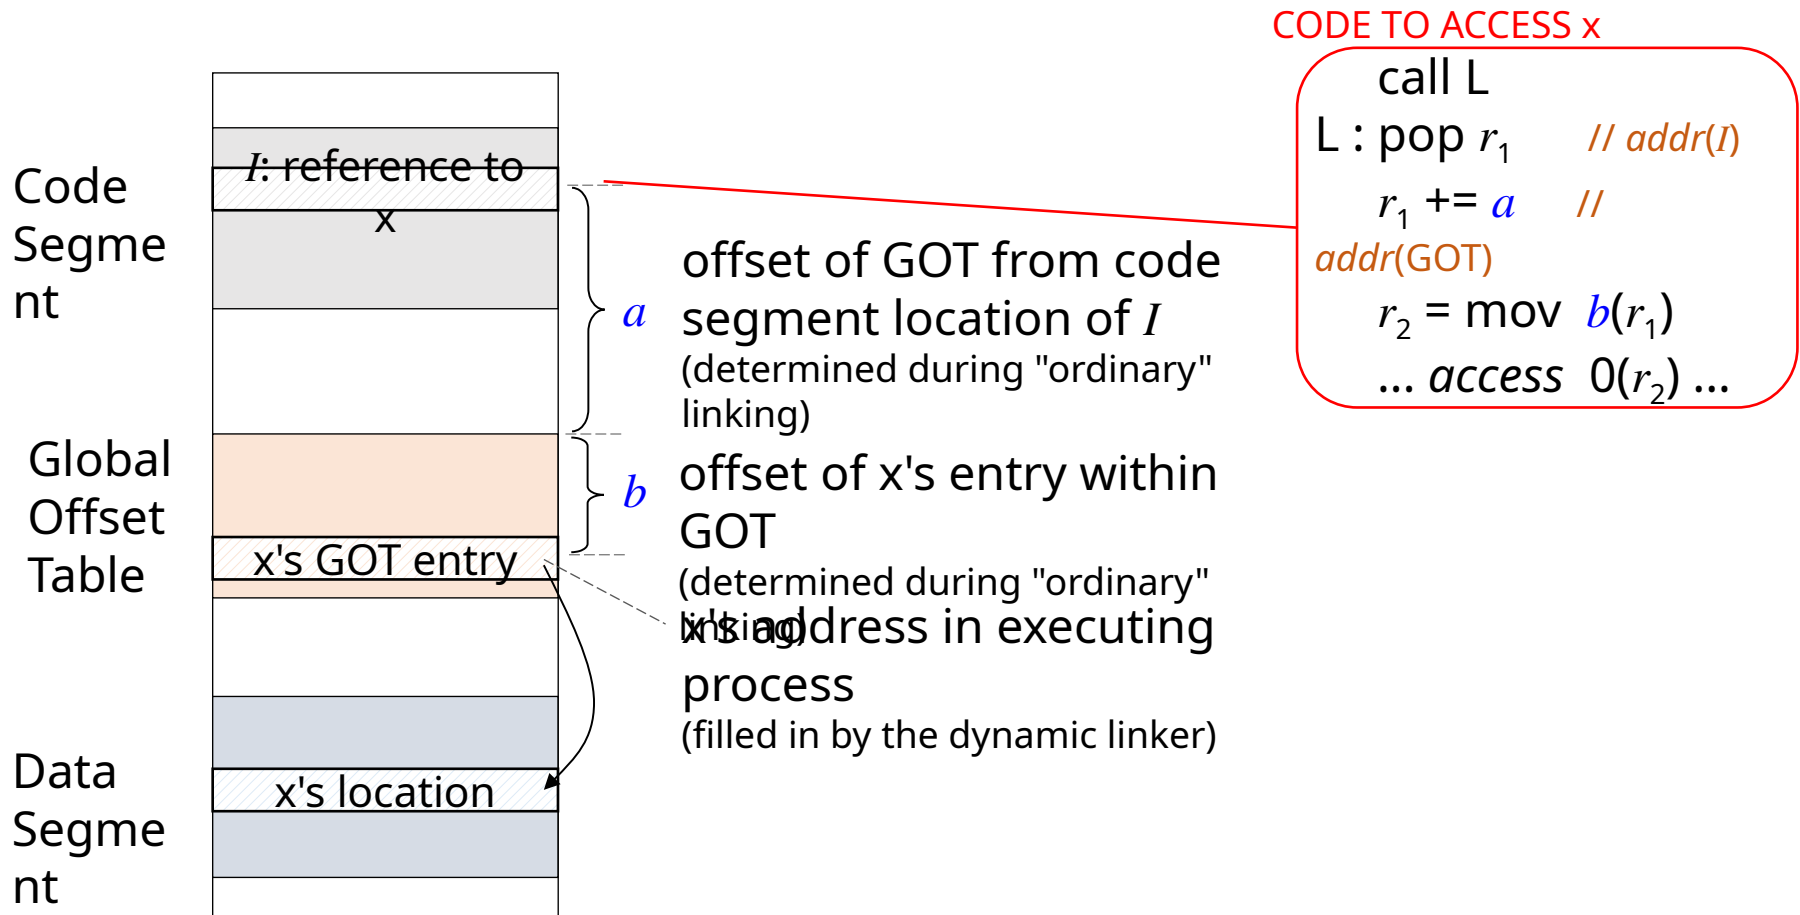 CODE TO ACCESS x
call L
L : pop r1 // addr(I)
r1 += a //
addr(GOT)
r2 = mov b(r1)
... access 0(r2) ...
Code
Segme
nt
I: reference to
x
a
offset of GOT from code
segment location of I
(determined during "ordinary"
linking)
Global
Offset
Table
x's GOT entry
b
offset of x's entry within
GOT
(determined during "ordinary"
linking)
x's address in executing
process
(filled in by the dynamic linker)
Data
Segme
nt
x's location